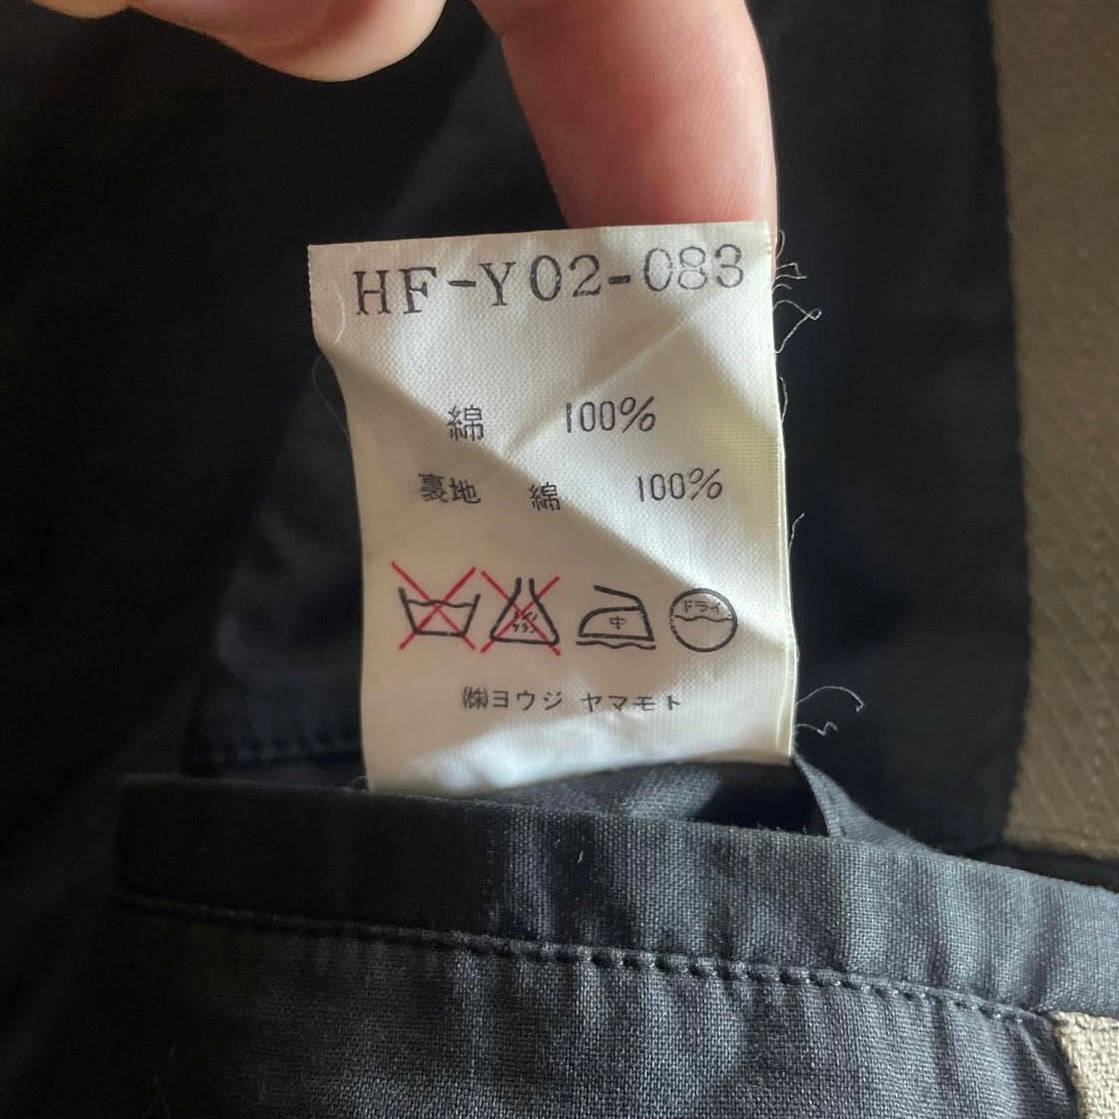 HF-Y02-083
綿 100%
裏地 綿 100%
中 ドライ
㈱ヨウジ ヤマモト